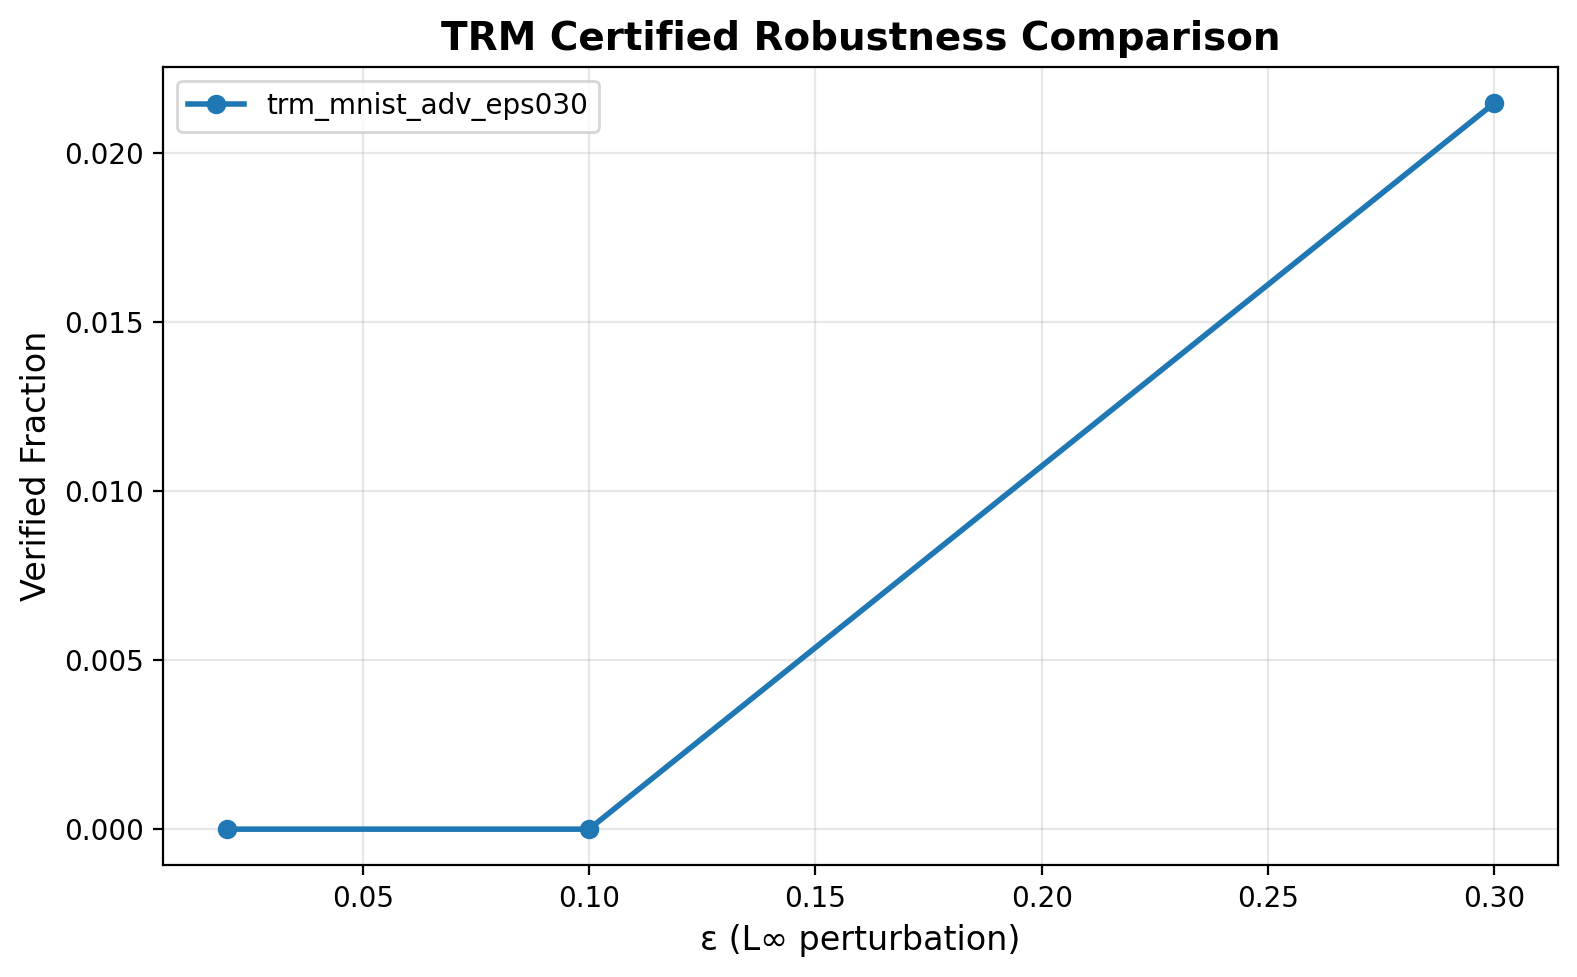 TRM Certified Robustness Comparison
trm_mnist_adv_eps030
Verified Fraction
0.020
0.015
0.010
0.005
0.000
0.05 0.10 0.15 0.20 0.25 0.30
ε (L∞ perturbation)